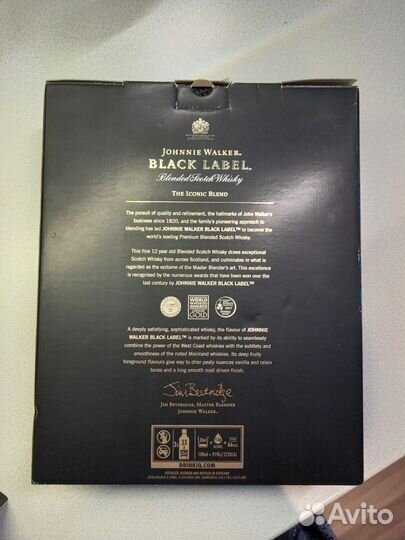 JOHNNIE WALKER®
BLACK LABEL™
Blended Scotch Whisky
THE ICONIC BLEND
The pursuit of quality and refinement, the hallmarks of John Walker's
business since 1820, and the family's pioneering approach to
blending has led JOHNNIE WALKER BLACK LABEL™ to become the
world's leading Premium Blended Scotch Whisky.
This fine 12 year old Blended Scotch Whisky draws exceptional
Scotch Whisky from across Scotland, and culminates in what is
regarded as the epitome of the Master Blender's art. This excellence
is recognised by the numerous awards that have been won over the
last century by JOHNNIE WALKER BLACK LABEL™
WORLD
GOLD
A deeply satisfying, sophisticated whisky, the flavour of JOHNNIE
WALKER BLACK LABEL™ is marked by its ability to seamlessly
combine the power of the West Coast whiskies with the subtlety and
smoothness of the noted Mainland whiskies. Its deep fruity
foreground flavours give way to richer nuances vanilla and raisin
tones and a long smooth malt driven finish.
Jim Beveridge
JIM BEVERIDGE, MASTER BLENDER
JOHNNIE WALKER.
DRINKiQ.COM
Avito